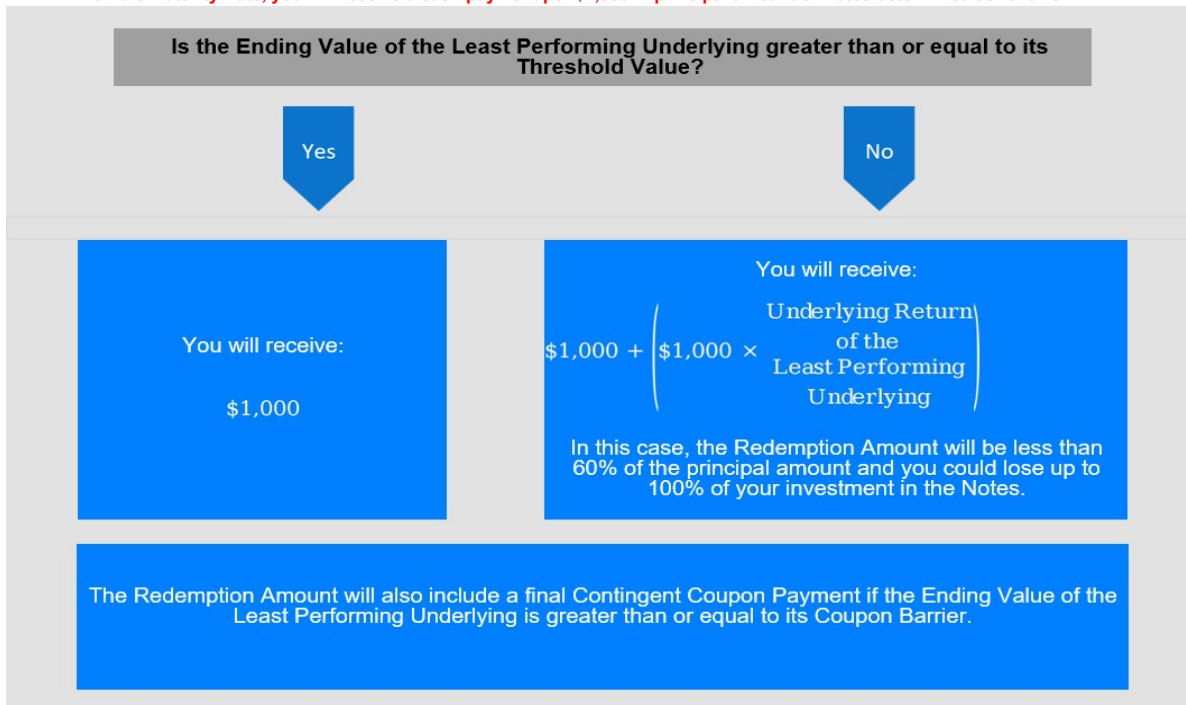 Is the Ending Value of the Least Performing Underlying greater than or equal to its
Threshold Value?
Yes
No
You will receive:
$1,000
You will receive:
$1,000 + ($1,000 × Underlying Return
of the
Least Performing
Underlying)
In this case, the Redemption Amount will be less than
60% of the principal amount and you could lose up to
100% of your investment in the Notes.
The Redemption Amount will also include a final Contingent Coupon Payment if the Ending Value of the
Least Performing Underlying is greater than or equal to its Coupon Barrier.